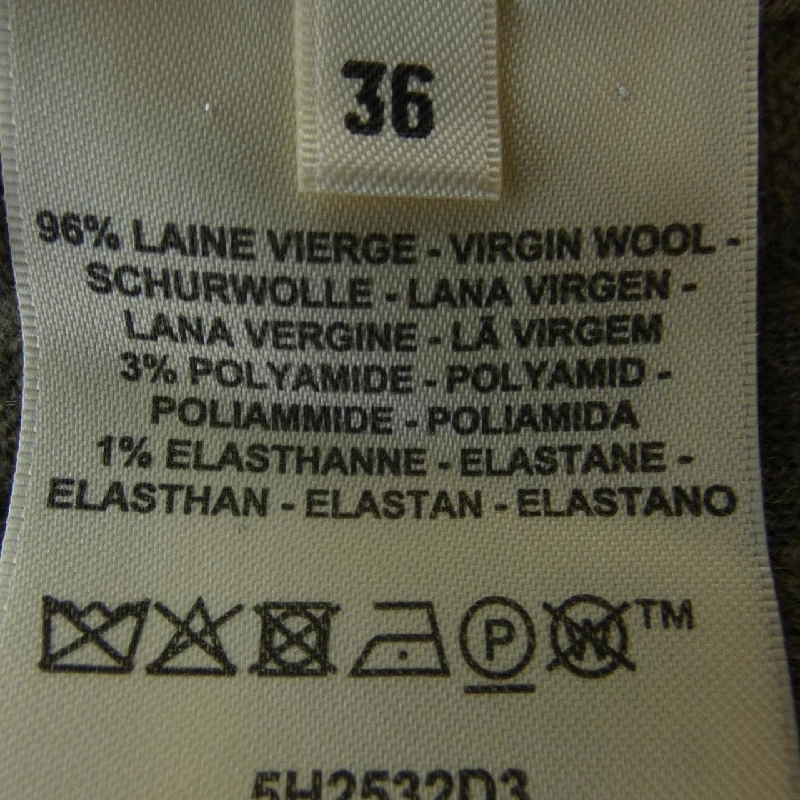 36
96% LAINE VIERGE - VIRGIN WOOL -
SCHURWOLLE - LANA VIRGEN -
LANA VERGINE - LÃ VIRGEM
3% POLYAMIDE - POLYAMID -
POLIAMMIDE - POLIAMIDA
1% ELASTHANNE - ELASTANE -
ELASTHAN - ELASTAN - ELASTANO
P W TM
5H2532D3